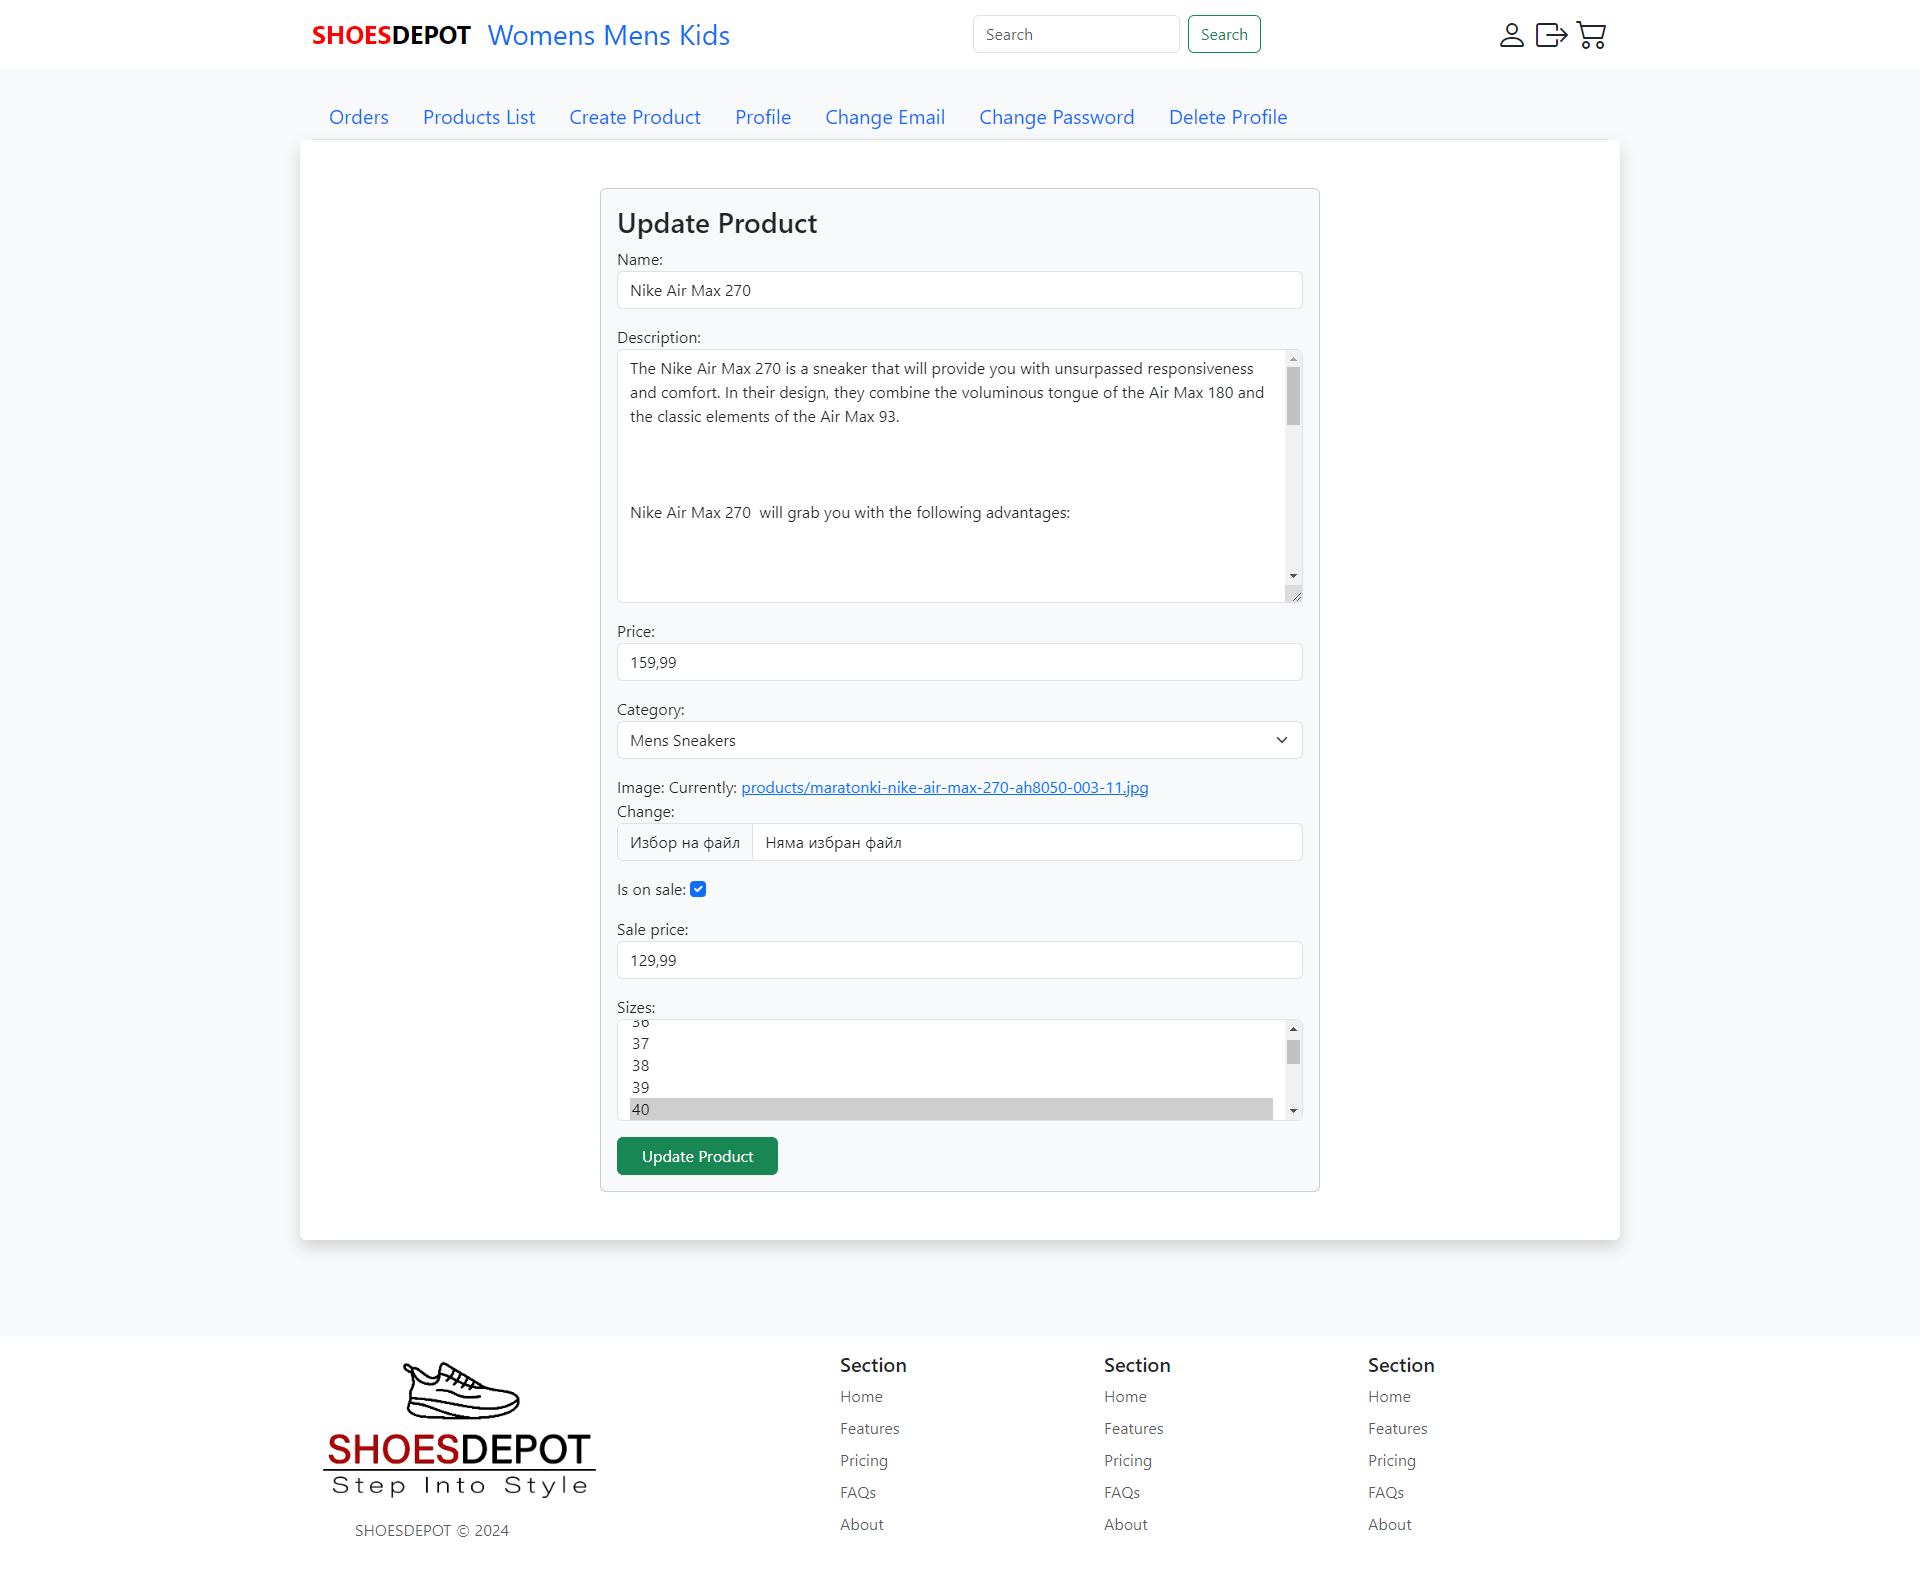 SHOESDEPOT Womens Mens Kids Search Search
Orders Products List Create Product Profile Change Email Change Password Delete Profile
Update Product
Name:
Nike Air Max 270
Description:
The Nike Air Max 270 is a sneaker that will provide you with unsurpassed responsiveness
and comfort. In their design, they combine the voluminous tongue of the Air Max 180 and
the classic elements of the Air Max 93.
Nike Air Max 270  will grab you with the following advantages:
Price:
159,99
Category:
Mens Sneakers
Image: Currently: products/maratonki-nike-air-max-270-ah8050-003-11.jpg
Change:
Избор на файл Няма избран файл
Is on sale:
Sale price:
129,99
Sizes:
36
37
38
39
40
Update Product
SHOESDEPOT
Step Into Style
SHOESDEPOT © 2024
Section
Home
Features
Pricing
FAQs
About
Section
Home
Features
Pricing
FAQs
About
Section
Home
Features
Pricing
FAQs
About